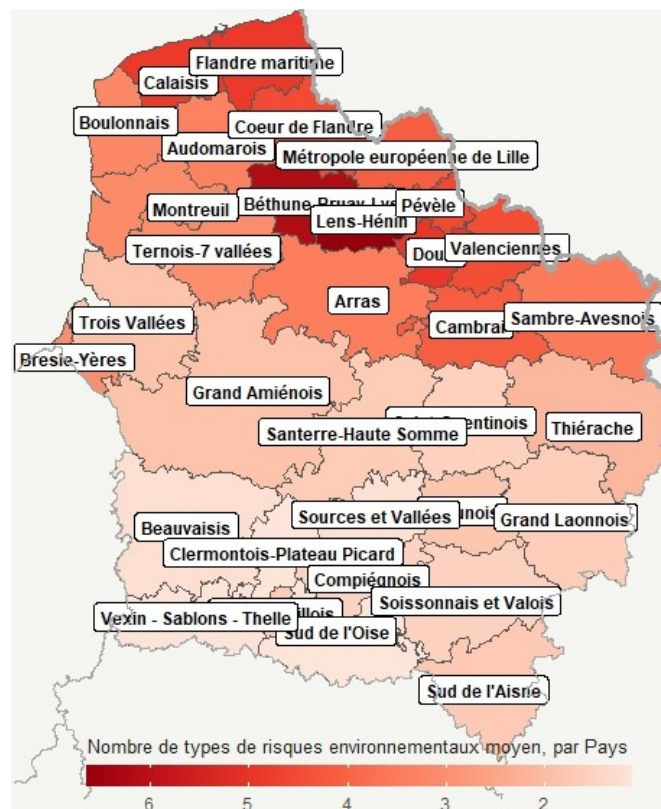 Flandre maritime
Calaisis
Boulonnais
Coeur de Flandre
Audomarois
Métropole européenne de Lille
Montreuil
Pévèle
Lens-Hénin
Valenciennes
Ternois-7 vallées
Arras
Cambrai
Sambre-Avesnois
Trois Vallées
Bresle-Yères
Grand Amiénois
Santerre-Haute Somme
Thiérache
Sources et Vallées
Grand Laonnois
Beauvaisis
Clermontois-Plateau Picard
Compiégnois
Soissonnais et Valois
Vexin - Sablons - Thelle
Sud de l'Oise
Sud de l'Aisne
Nombre de types de risques environnementaux moyen, par Pays
6 5 4 3 2